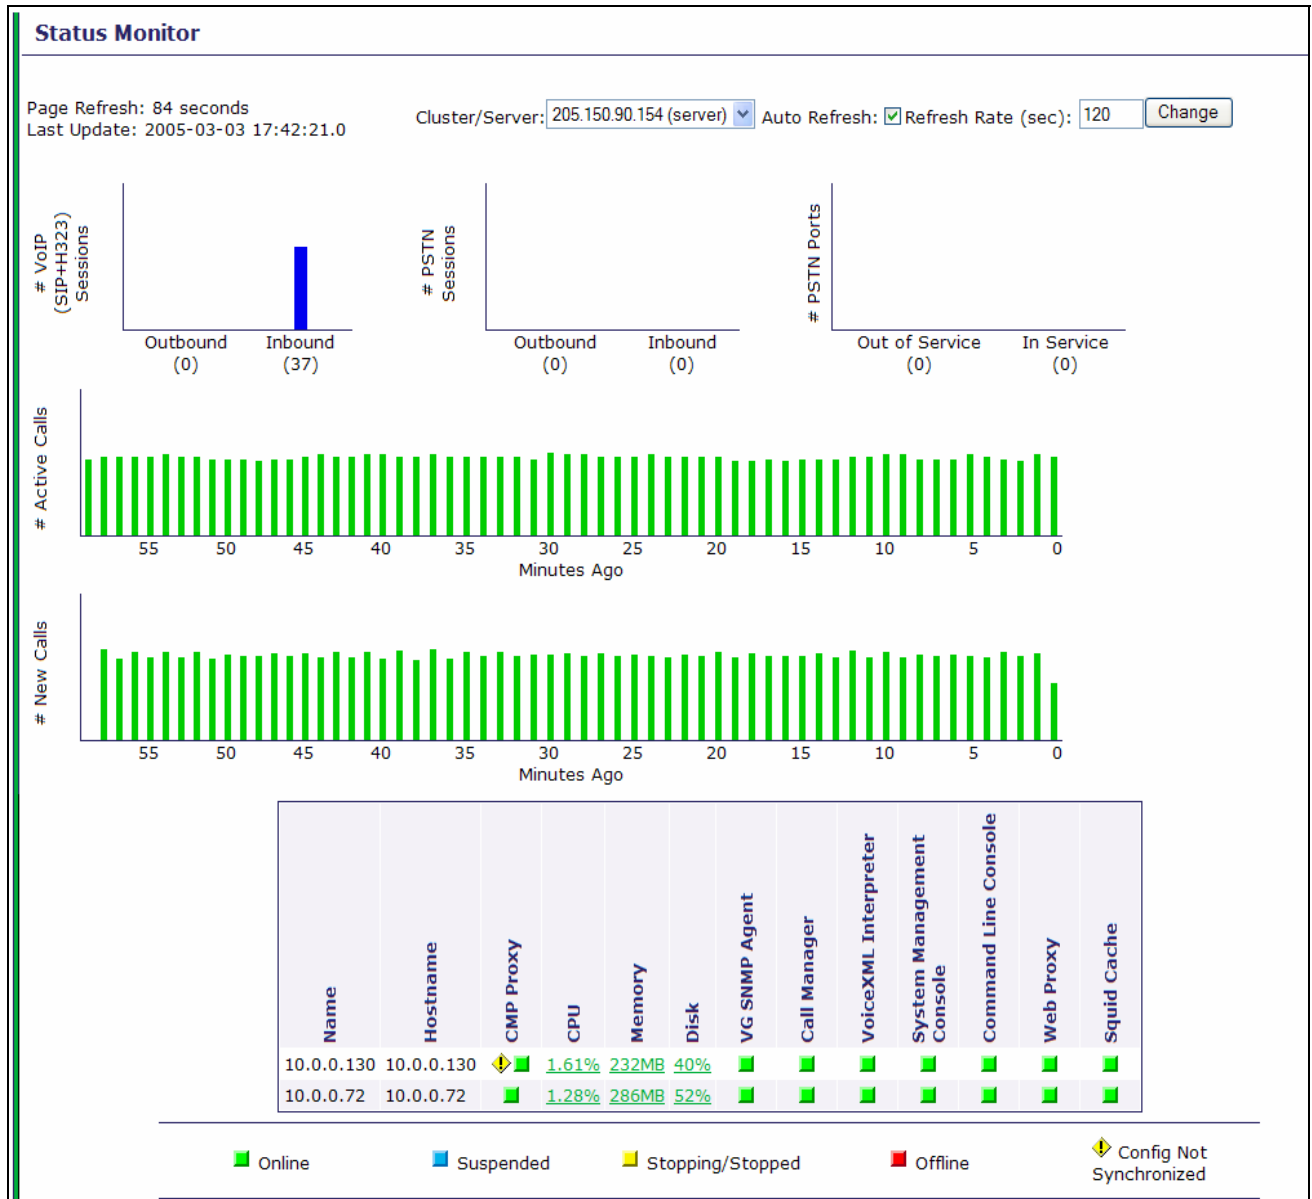 Status Monitor
Page Refresh: 84 seconds
Last Update: 2005-03-03 17:42:21.0
Cluster/Server: 205.150.90.154 (server) Auto Refresh: Refresh Rate (sec): 120 Change
# VoIP
(SIP+H323)
Sessions
Outbound
(0)
Inbound
(37)
# PSTN
Sessions
Outbound
(0)
Inbound
(0)
# PSTN Ports
Out of Service
(0)
In Service
(0)
# Active Calls
55 50 45 40 35 30 25 20 15 10 5 0
Minutes Ago
# New Calls
55 50 45 40 35 30 25 20 15 10 5 0
Minutes Ago
Name
Hostname
CMP Proxy
CPU
Memory
Disk
VG SNMP Agent
Call Manager
VoiceXML Interpreter
System Management
Console
Command Line Console
Web Proxy
Squid Cache
10.0.0.130 10.0.0.130 1.61% 232MB 40%
10.0.0.72 10.0.0.72 1.28% 286MB 52%
Online
Suspended
Stopping/Stopped
Offline
Config Not
Synchronized